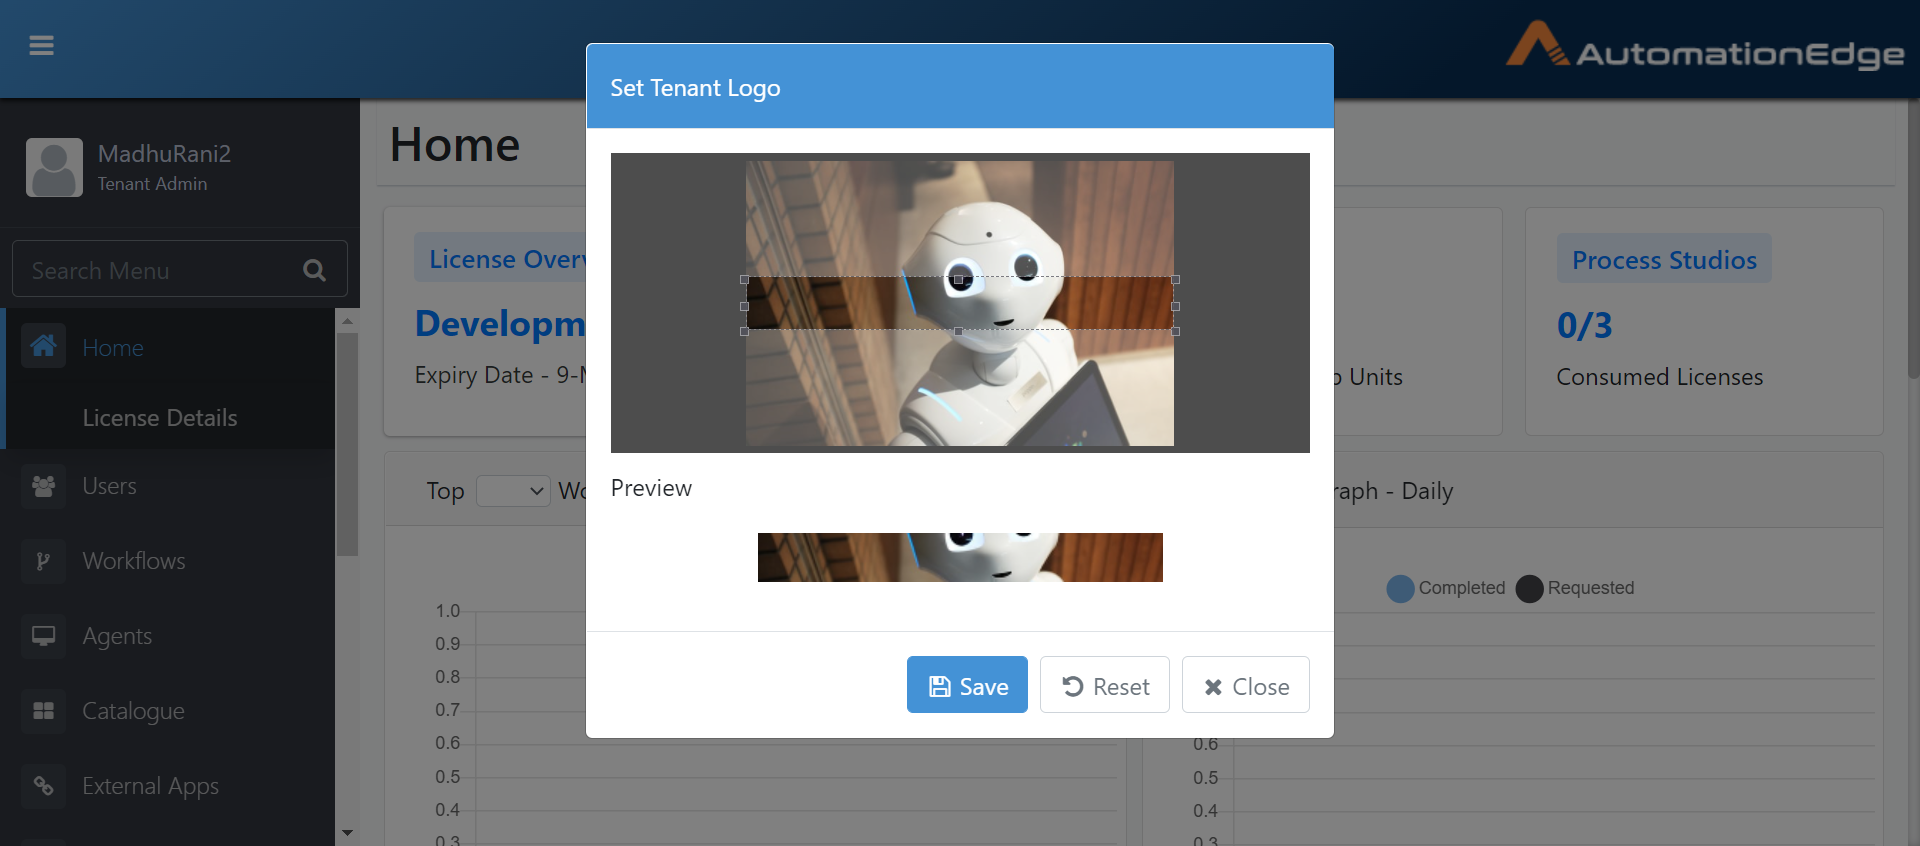 AutomationEdge
Set Tenant Logo
MadhuRani2
Tenant Admin
Home
Search Menu
License Over
Process Studios
Developm
0/3
Expiry Date - 9-
Units
Consumed Licenses
Home
License Details
Users
Workflows
Agents
Catalogue
External Apps
Preview
Top
raph - Daily
Completed
Requested
1.0
0.9
0.8
0.7
0.6
0.5
0.4
0.3
0.6
0.5
0.4
0.3
Save
Reset
Close